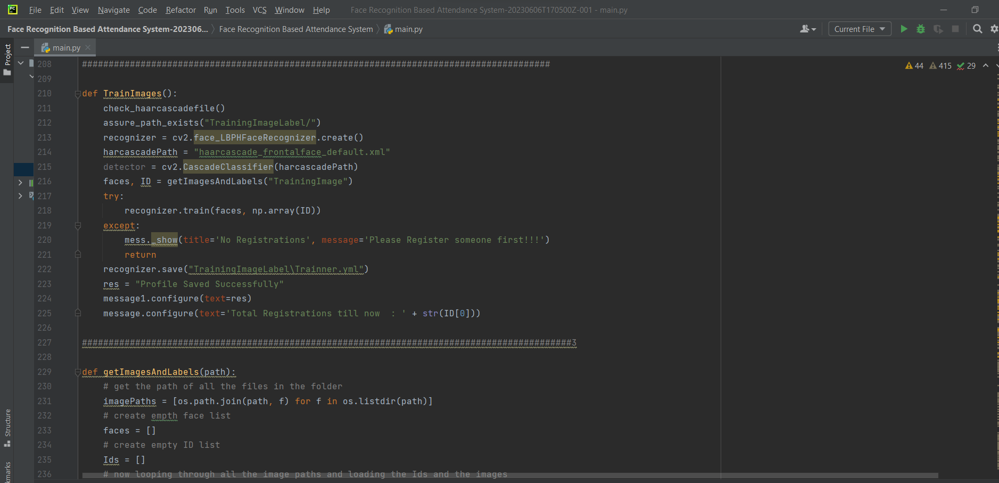 PC File Edit View Navigate Code Refactor Run Tools VCS Window Help Face Recognition Based Attendance System-20230606T170500Z-001 - main.py
Face Recognition Based Attendance System-202306... Face Recognition Based Attendance System main.py Current File
Project main.py
44 415 29
208 ########################################################################################
209
210 def TrainImages():
211 check_haarcascadefile()
212 assure_path_exists("TrainingImageLabel/")
213 recognizer = cv2.face_LBPHFaceRecognizer.create()
214 harcascadePath = "haarcascade_frontalface_default.xml"
215 detector = cv2.CascadeClassifier(harcascadePath)
216 faces, ID = getImagesAndLabels("TrainingImage")
217 try:
218 recognizer.train(faces, np.array(ID))
219 except:
220 mess._show(title='No Registrations', message='Please Register someone first!!!')
221 return
222 recognizer.save("TrainingImageLabel\Trainner.yml")
223 res = "Profile Saved Successfully"
224 message1.configure(text=res)
225 message.configure(text='Total Registrations till now  : ' + str(ID[0]))
226
227 ############################################################################################3
228
229 def getImagesAndLabels(path):
230 # get the path of all the files in the folder
231 imagePaths = [os.path.join(path, f) for f in os.listdir(path)]
232 # create empth face list
233 faces = []
234 # create empty ID list
235 Ids = []
236 # now looping through all the image paths and loading the Ids and the images
Structure
kmarks